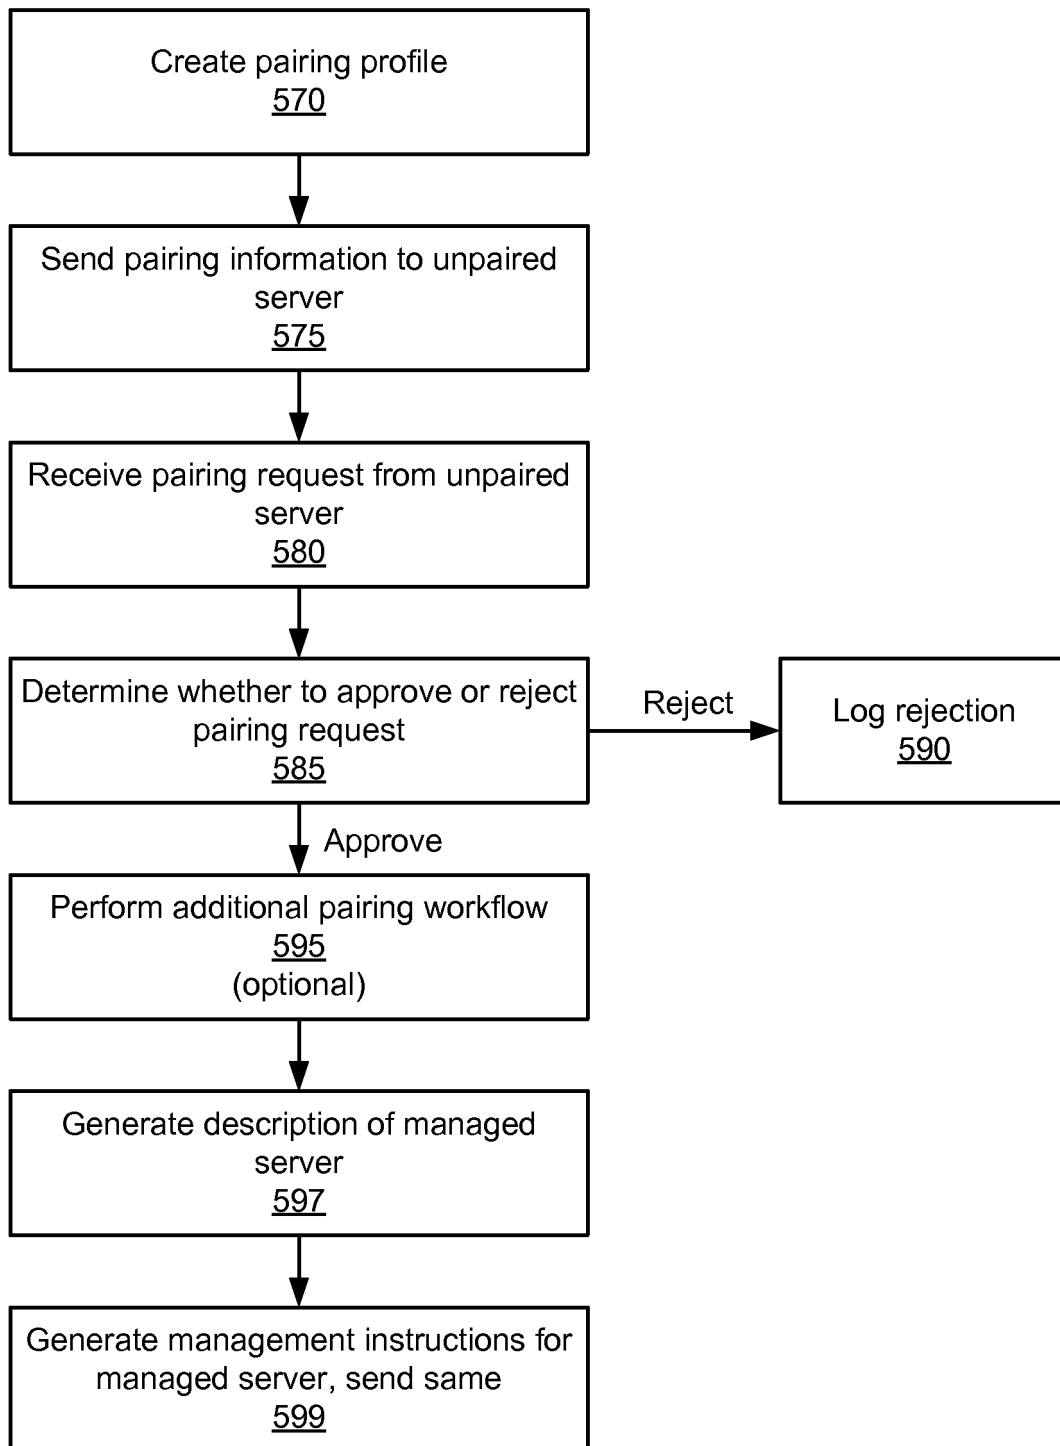 Create pairing profile
570
Send pairing information to unpaired
server
575
Receive pairing request from unpaired
server
580
Determine whether to approve or reject
pairing request
585
Reject
Log rejection
590
Approve
Perform additional pairing workflow
595
(optional)
Generate description of managed
server
597
Generate management instructions for
managed server, send same
599